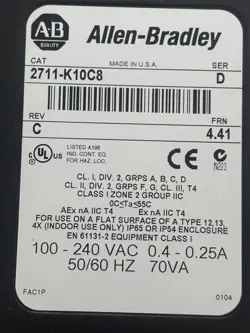 AB Allen-Bradley
QUALITY
CAT MADE IN U.S.A. SER
2711-K10C8 D
REV FRN
C 4.41
LISTED A196
IND. CONT. EQ.
FOR HAZ. LOC.
N223
CL. I, DIV. 2, GRPS A, B, C, D
CL. II, DIV. 2, GRPS F, G, CL. III, T4
CLASS I ZONE 2 GROUP IIC
0C≤Ta≤55C
AEx nA IIC T4 Ex nA IIC T4
FOR USE ON A FLAT SURFACE OF A TYPE 12,13,
4X (INDOOR USE ONLY) IP65 OR IP54 ENCLOSURE
EN 61131-2 EQUIPMENT CLASS I
100 - 240 VAC 0.4 - 0.25A
50/60 HZ 70VA
FAC1P 0104